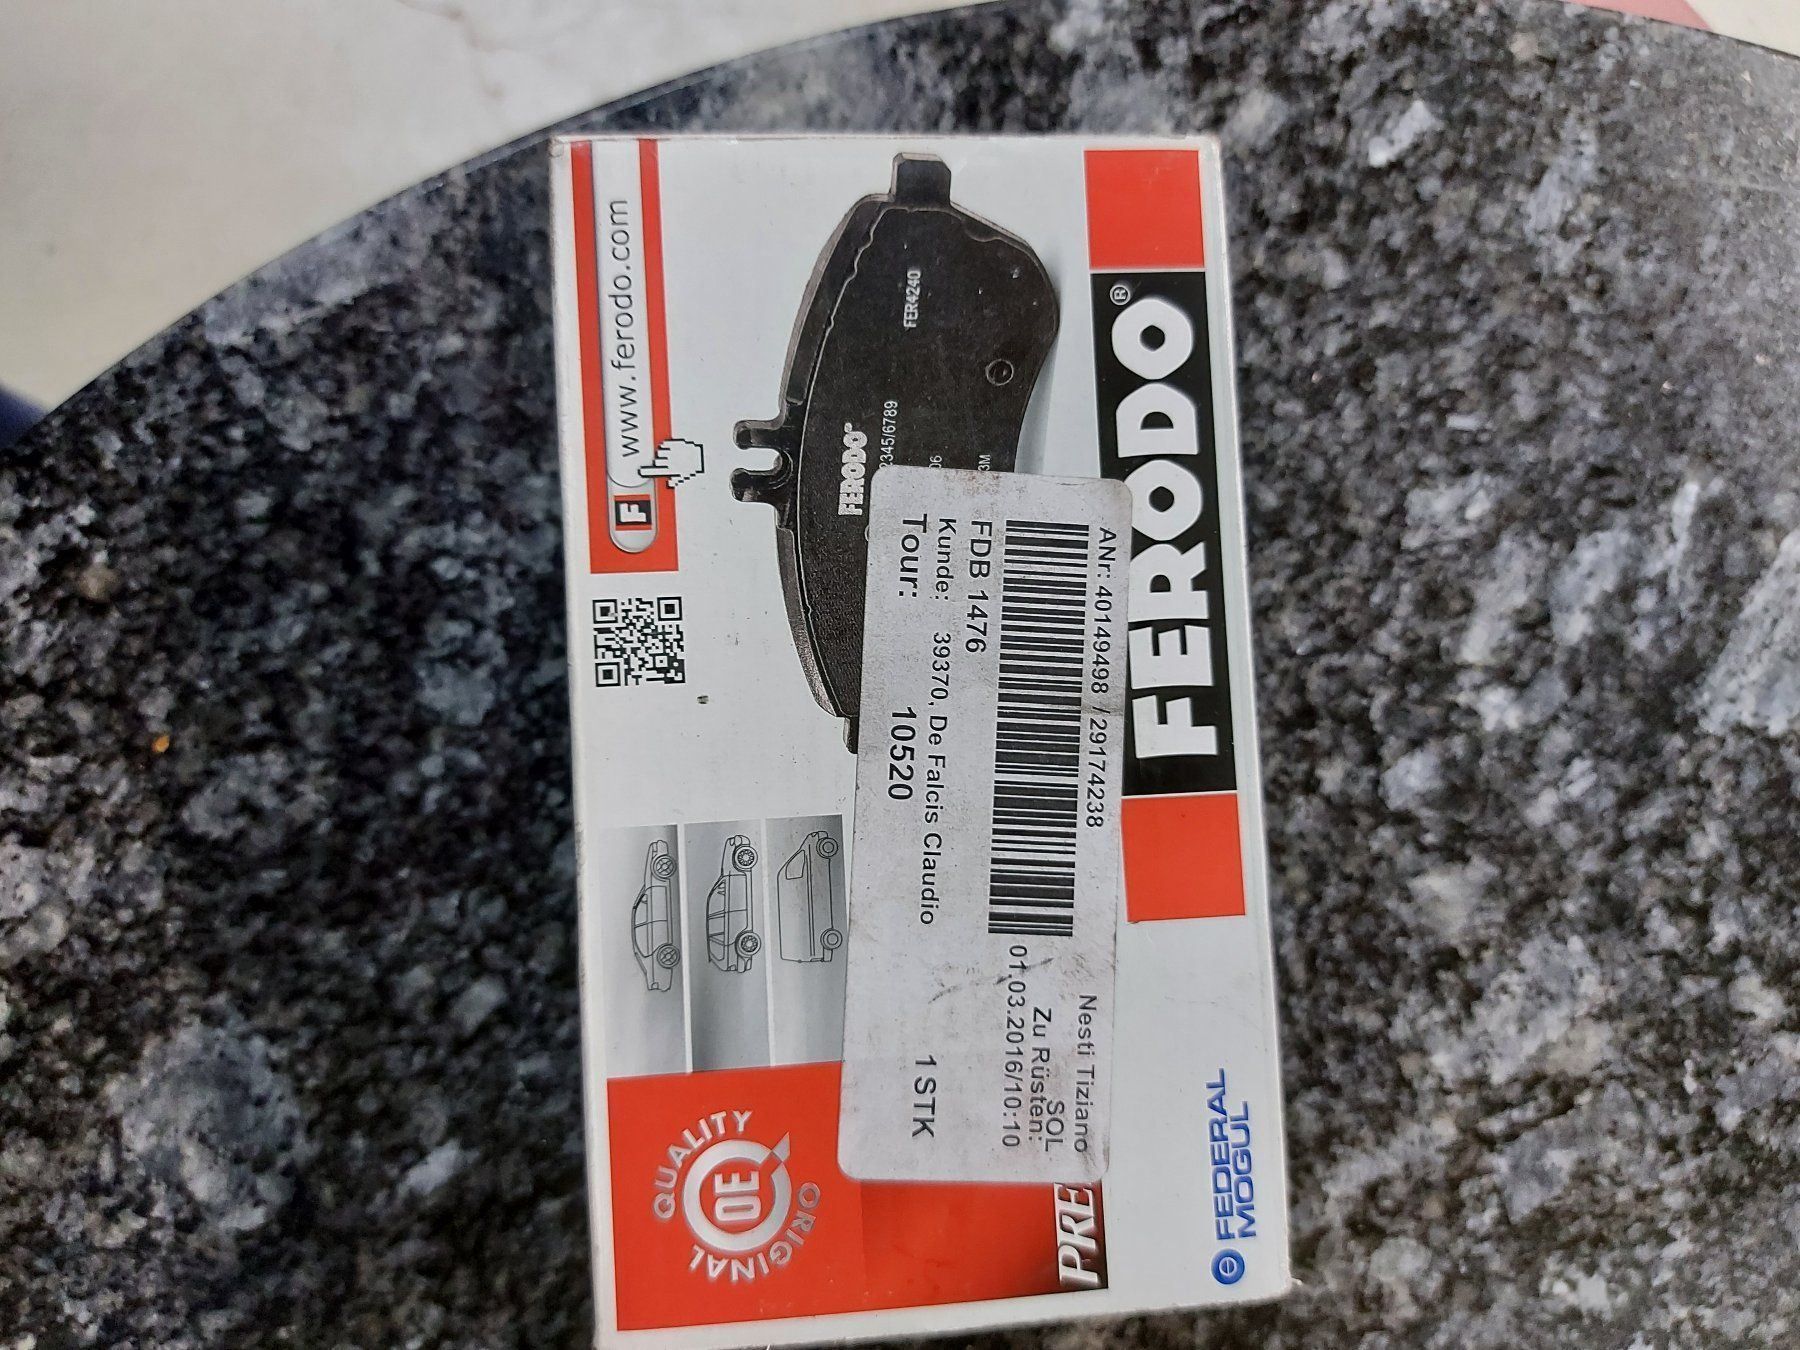 www.ferodo.com
F
FER4240
FERODO
2345/6789
06
3M
FERODO®
ANr: 40149498 / 29174238
Nesti Tiziano
SOL
Zu Rüsten:
01.03.2016/10:10
FDB 1476
Kunde: 39370, De Falcis Claudio
Tour: 10520
1 STK
QUALITY
OE
ORIGINAL
PRE
FEDERAL
MOGUL